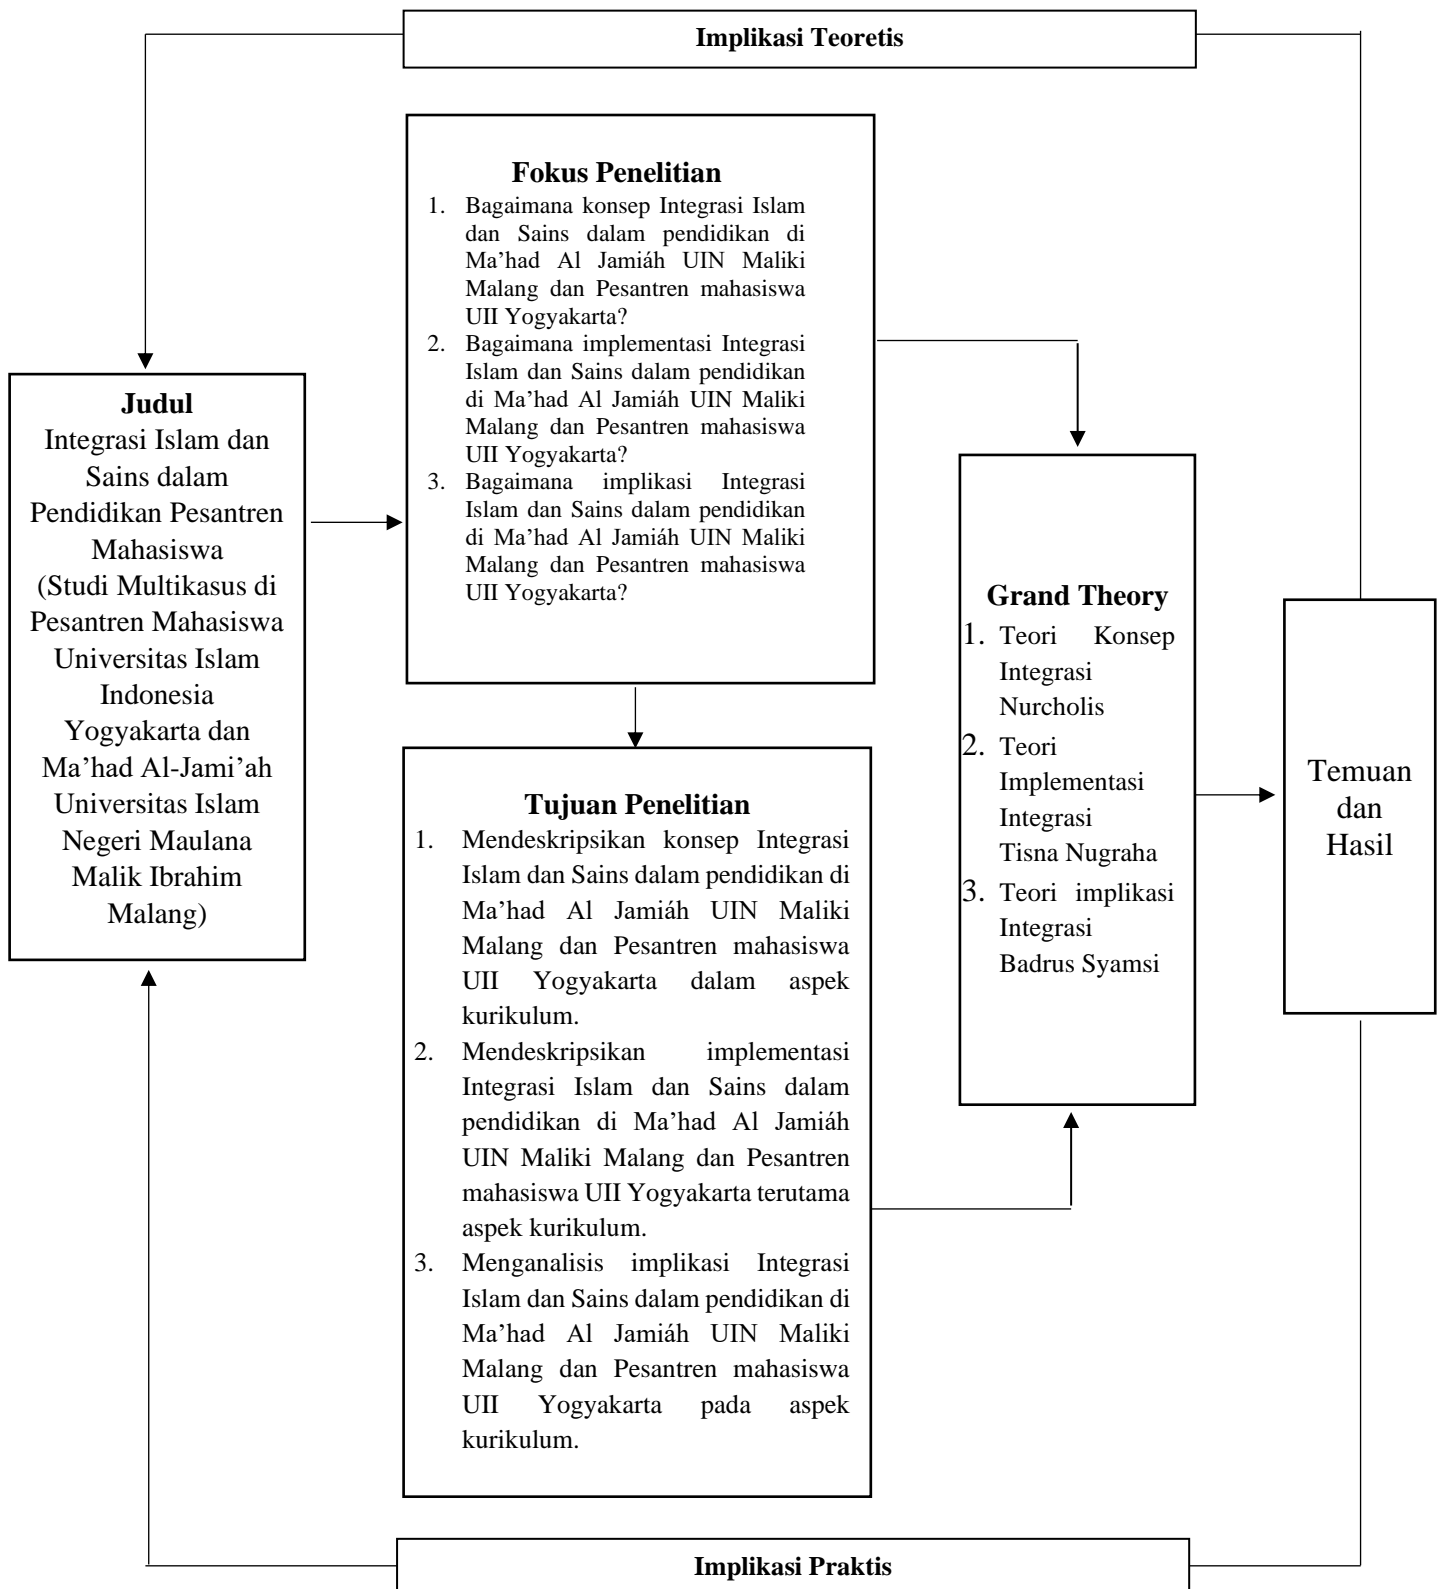 Implikasi Teoretis
Fokus Penelitian
1. Bagaimana konsep Integrasi Islam
dan Sains dalam pendidikan di
Ma’had Al Jamiáh UIN Maliki
Malang dan Pesantren mahasiswa
UII Yogyakarta?
2. Bagaimana implementasi Integrasi
Islam dan Sains dalam pendidikan
di Ma’had Al Jamiáh UIN Maliki
Malang dan Pesantren mahasiswa
UII Yogyakarta?
3. Bagaimana implikasi Integrasi
Islam dan Sains dalam pendidikan
di Ma’had Al Jamiáh UIN Maliki
Malang dan Pesantren mahasiswa
UII Yogyakarta?
Judul
Integrasi Islam dan
Sains dalam
Pendidikan Pesantren
Mahasiswa
(Studi Multikasus di
Pesantren Mahasiswa
Universitas Islam
Indonesia
Yogyakarta dan
Ma’had Al-Jami’ah
Universitas Islam
Negeri Maulana
Malik Ibrahim
Malang)
Tujuan Penelitian
1. Mendeskripsikan konsep Integrasi
Islam dan Sains dalam pendidikan di
Ma’had Al Jamiáh UIN Maliki
Malang dan Pesantren mahasiswa
UII Yogyakarta dalam aspek
kurikulum.
2. Mendeskripsikan implementasi
Integrasi Islam dan Sains dalam
pendidikan di Ma’had Al Jamiáh
UIN Maliki Malang dan Pesantren
mahasiswa UII Yogyakarta terutama
aspek kurikulum.
3. Menganalisis implikasi Integrasi
Islam dan Sains dalam pendidikan di
Ma’had Al Jamiáh UIN Maliki
Malang dan Pesantren mahasiswa
UII Yogyakarta pada aspek
kurikulum.
Grand Theory
1. Teori Konsep
Integrasi
Nurcholis
2. Teori
Implementasi
Integrasi
Tisna Nugraha
3. Teori implikasi
Integrasi
Badrus Syamsi
Temuan
dan
Hasil
Implikasi Praktis